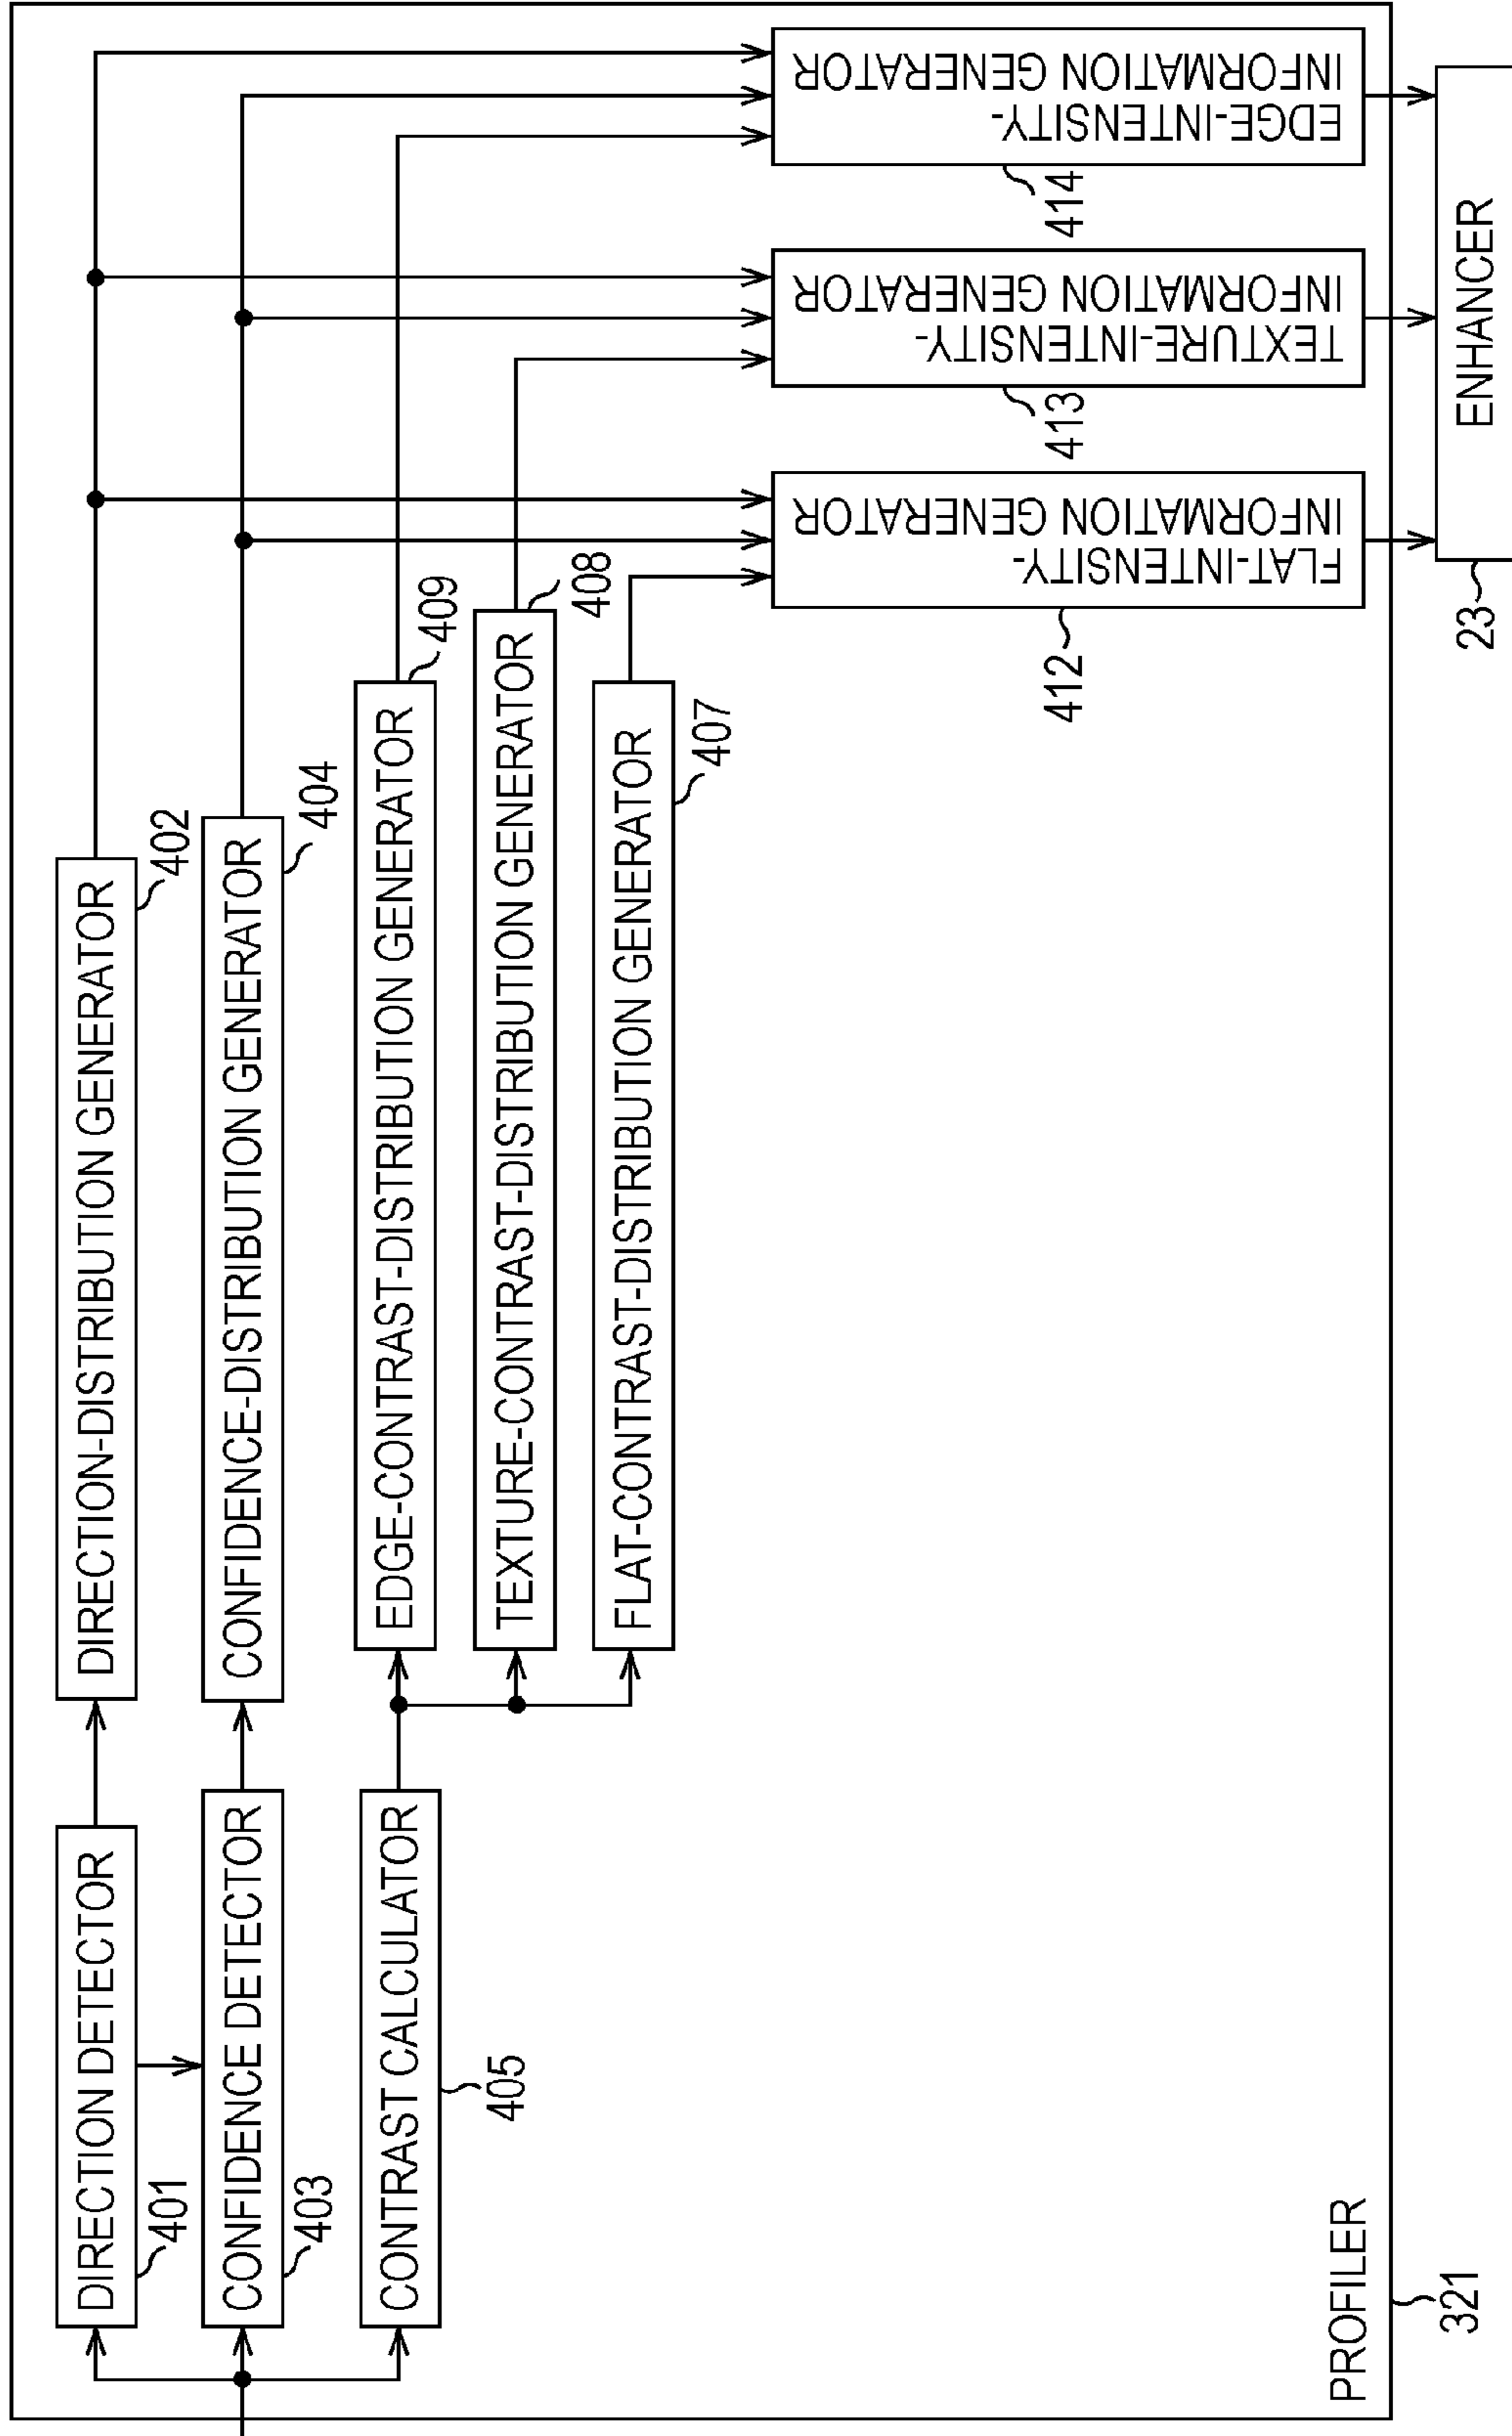 DIRECTION DETECTOR
401
DIRECTION-DISTRIBUTION GENERATOR
402
CONFIDENCE DETECTOR
403
CONFIDENCE-DISTRIBUTION GENERATOR
404
CONTRAST CALCULATOR
405
EDGE-CONTRAST-DISTRIBUTION GENERATOR
409
TEXTURE-CONTRAST-DISTRIBUTION GENERATOR
408
FLAT-CONTRAST-DISTRIBUTION GENERATOR
407
FLAT-INTENSITY-
INFORMATION GENERATOR
412
TEXTURE-INTENSITY-
INFORMATION GENERATOR
413
EDGE-INTENSITY-
INFORMATION GENERATOR
414
PROFILER
321
ENHANCER
23